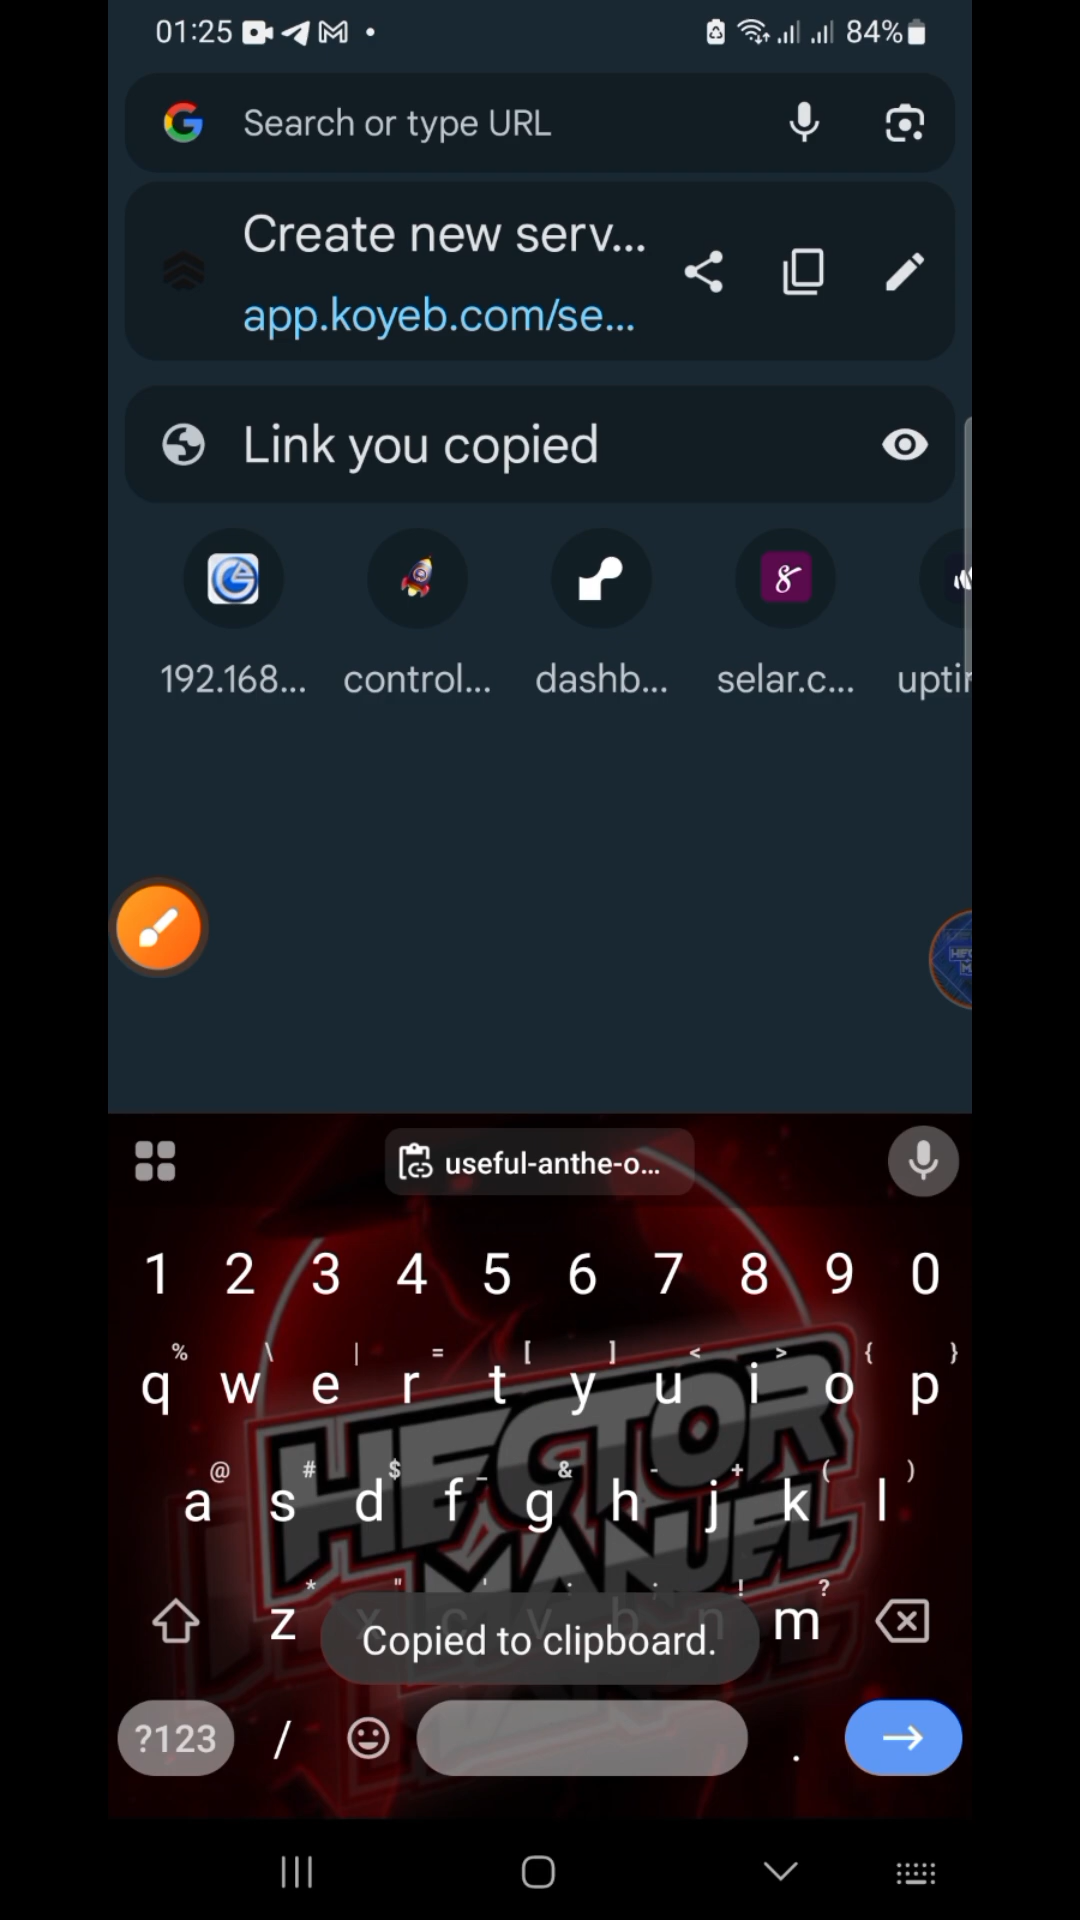 01:25 84%
Search or type URL
Create new serv...
app.koyeb.com/se...
Link you copied
192.168... control... dashb... selar.c...
useful-anthe-o...
1 2 3 4 5 6 7 8 9 0
% \ | = [ ] < > { }
q w e r t y u i o p
@ # $ _ & - + ( )
a s d f g h j k l
* " ' : ; ! ?
z x c v b n m
HECTOR
MANUEL
Copied to clipboard.
?123 / .